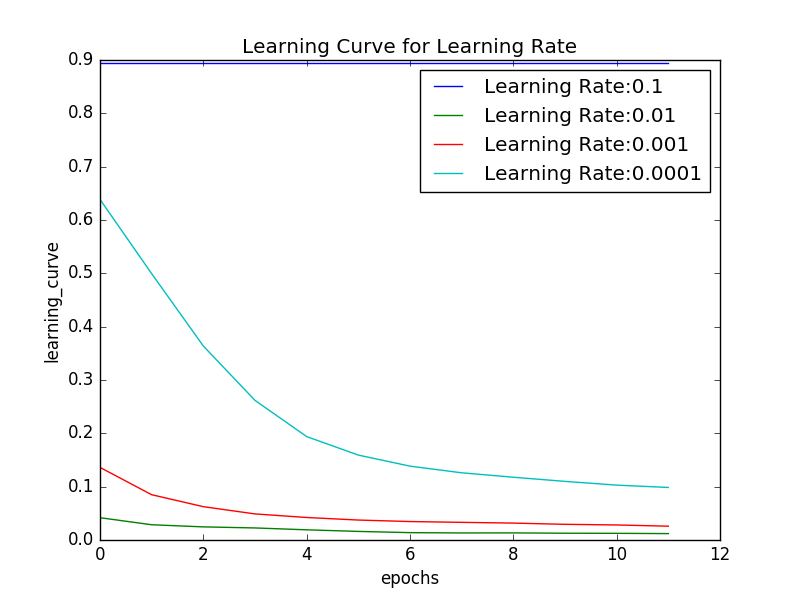 Learning Curve for Learning Rate
0.9
0.8
0.7
0.6
0.5
0.4
0.3
0.2
0.1
0.0
learning_curve
Learning Rate:0.1
Learning Rate:0.01
Learning Rate:0.001
Learning Rate:0.0001
0 2 4 6 8 10 12
epochs